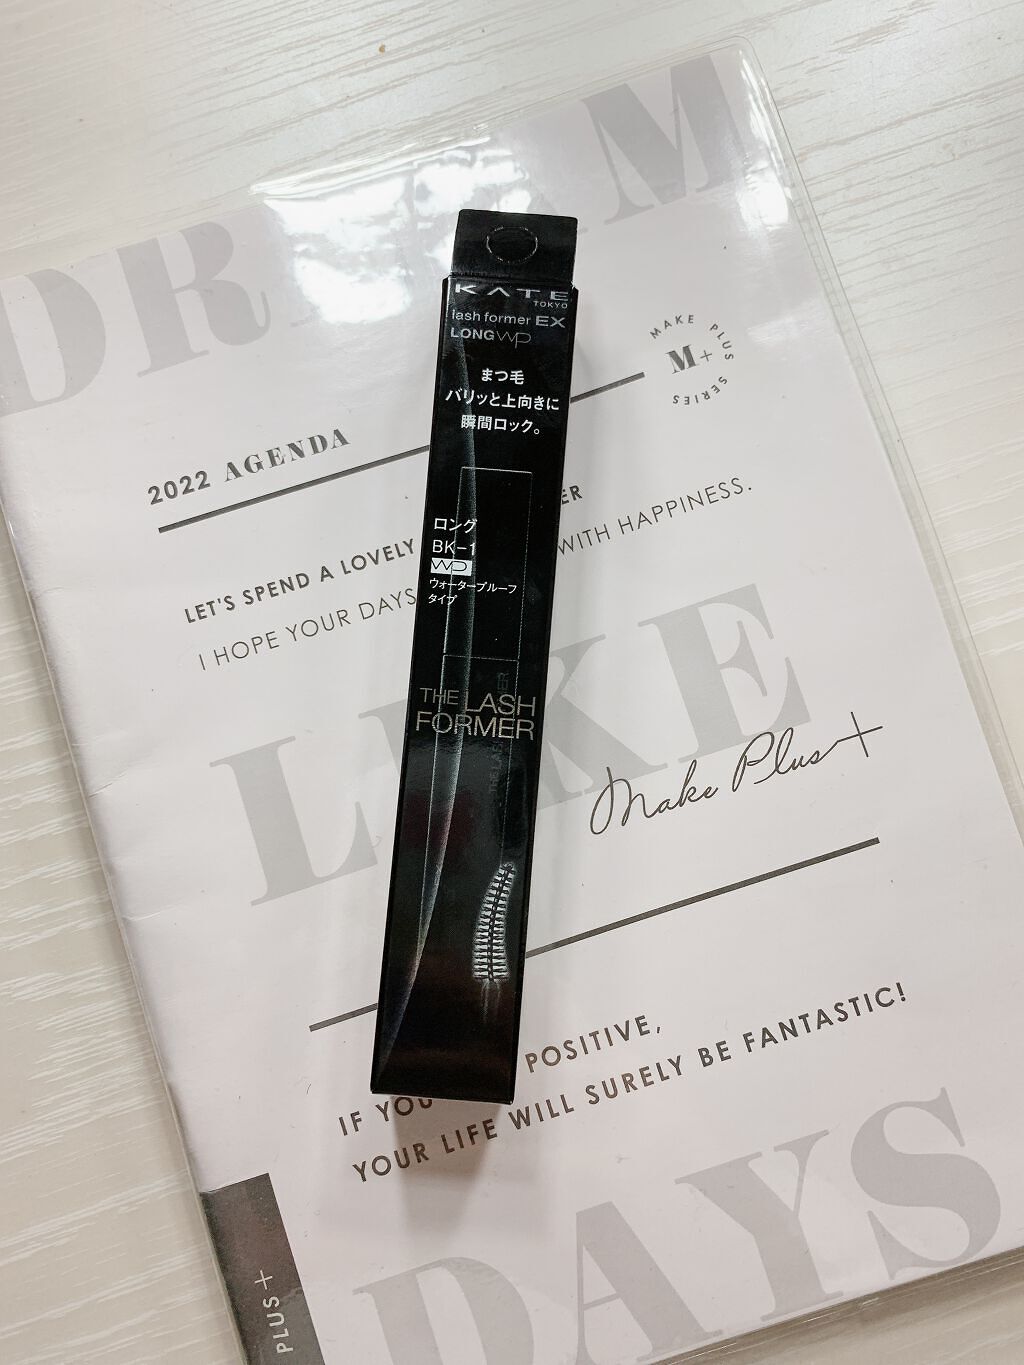 DREAM
KATE
TOKYO
lash former EX
LONG WP
まつ毛
バリッと上向きに
瞬間ロック。
ロング
BK-1
WP
ウォータープルーフ
タイプ
THE LASH
FORMER
MAKE PLUS SERIES
M+
2022 AGENDA
LET'S SPEND A LOVELY
I HOPE YOUR DAYS WITH HAPPINESS.
LIKE
Make Plus+
IF YOU POSITIVE,
YOUR LIFE WILL SURELY BE FANTASTIC!
DAYS
PLUS+